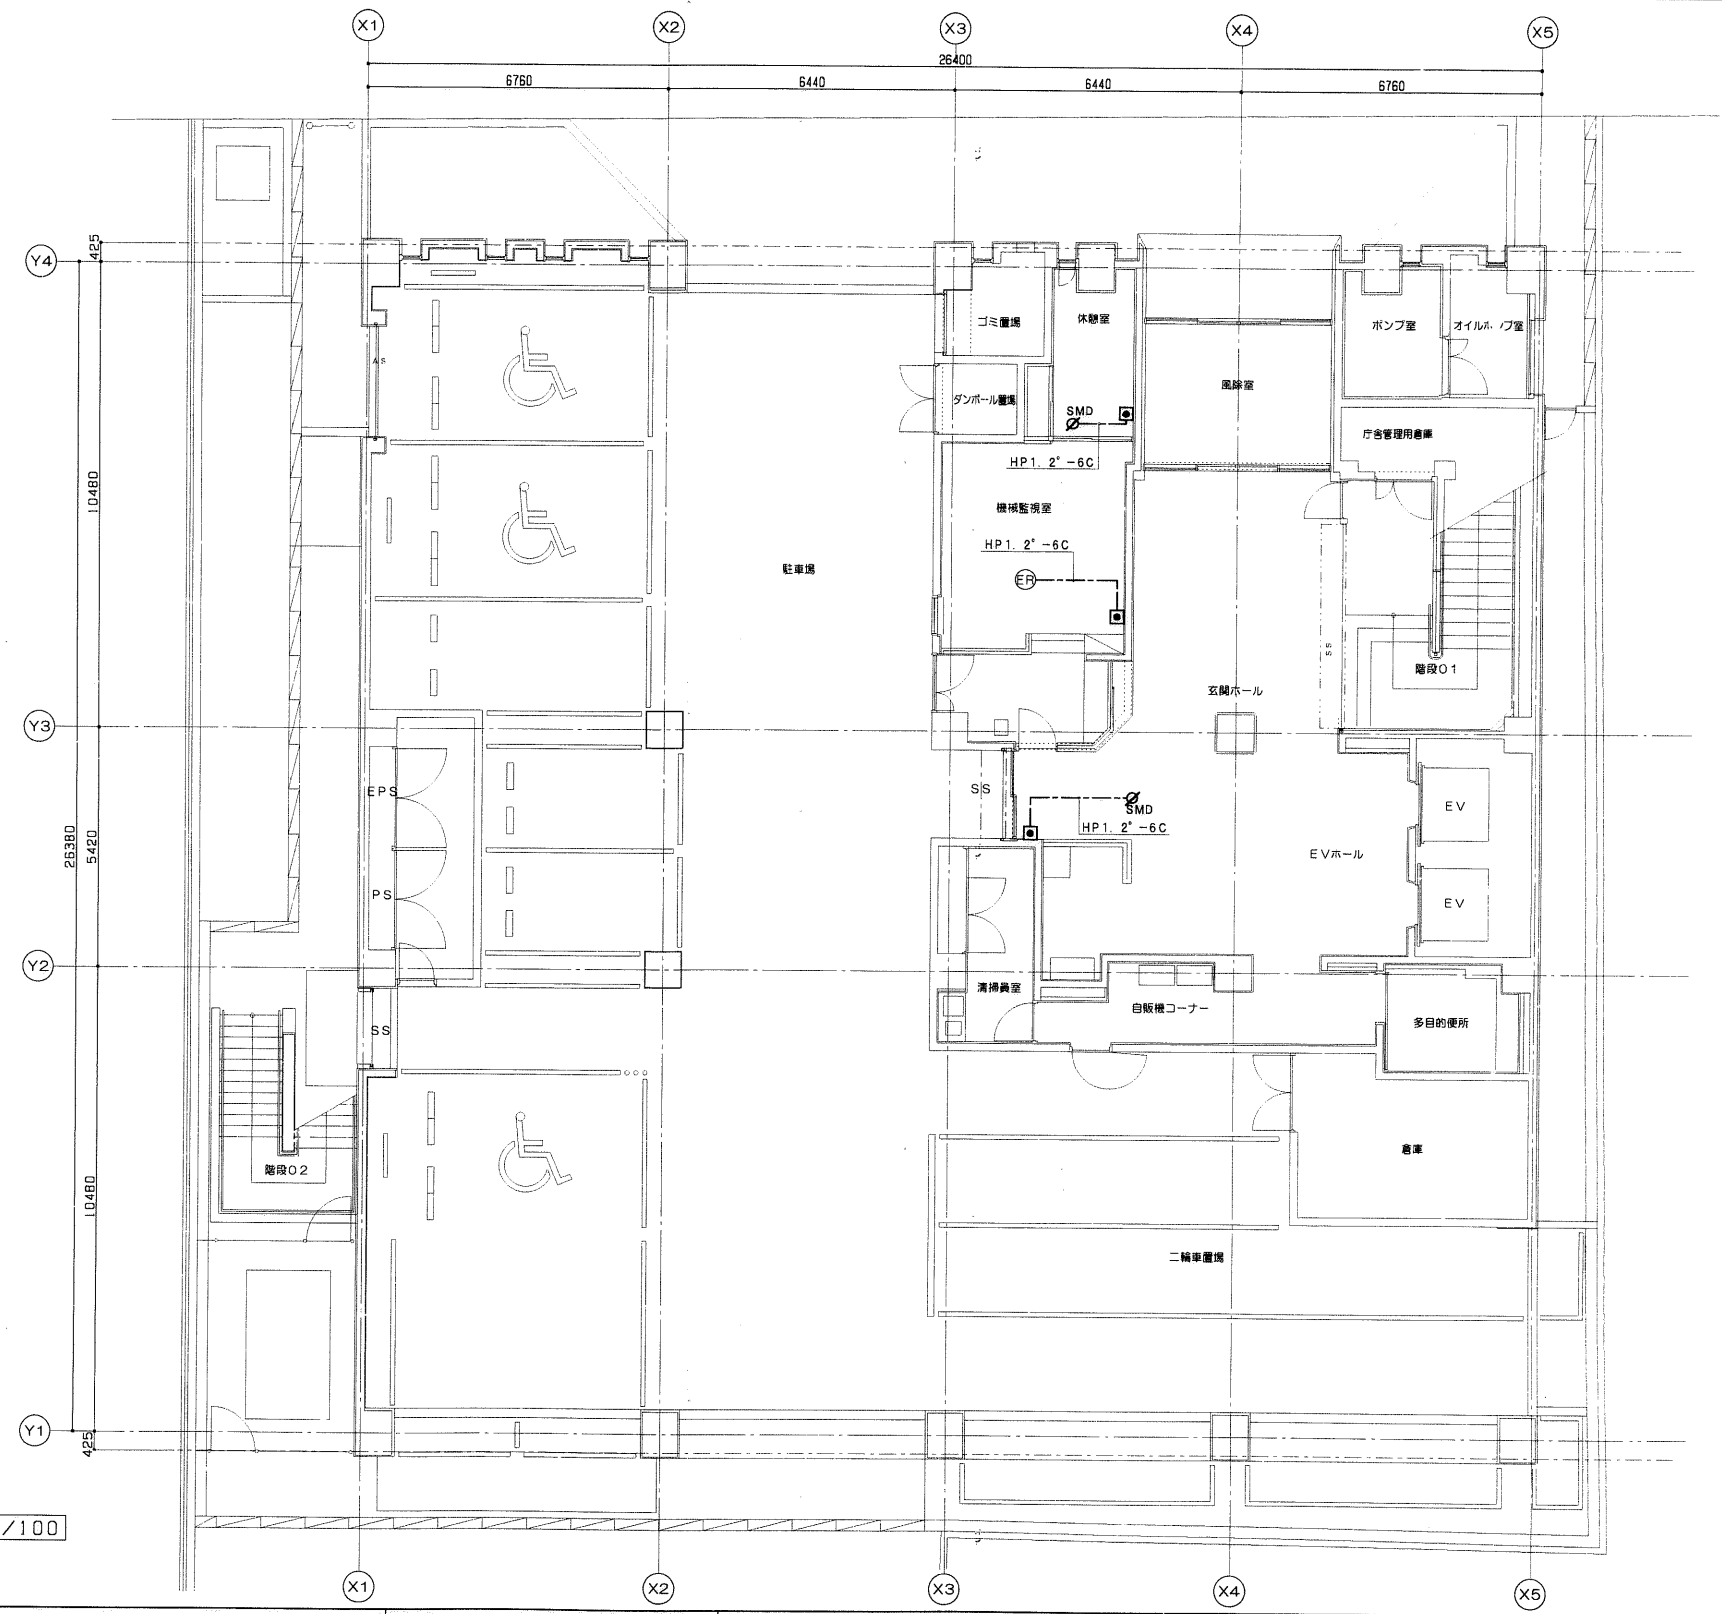 X1
X2
X3
X4
X5
26400
6760
6440
6440
6760
425
Y4
ゴミ置場
休憩室
ポンプ室
オイルポンプ室
AS
風除室
ダンボール置場
SMD
庁舎管理用倉庫
HP1.2°-6C
10480
機械監視室
HP1.2°-6C
駐車場
ER
SS
階段01
玄関ホール
Y3
EPS
SS
SMD
EV
HP1.2°-6C
26380
5420
EVホール
PS
EV
Y2
清掃員室
自販機コーナー
多目的便所
SS
倉庫
階段02
10480
二輪車置場
Y1
425
/100
X1
X2
X3
X4
X5